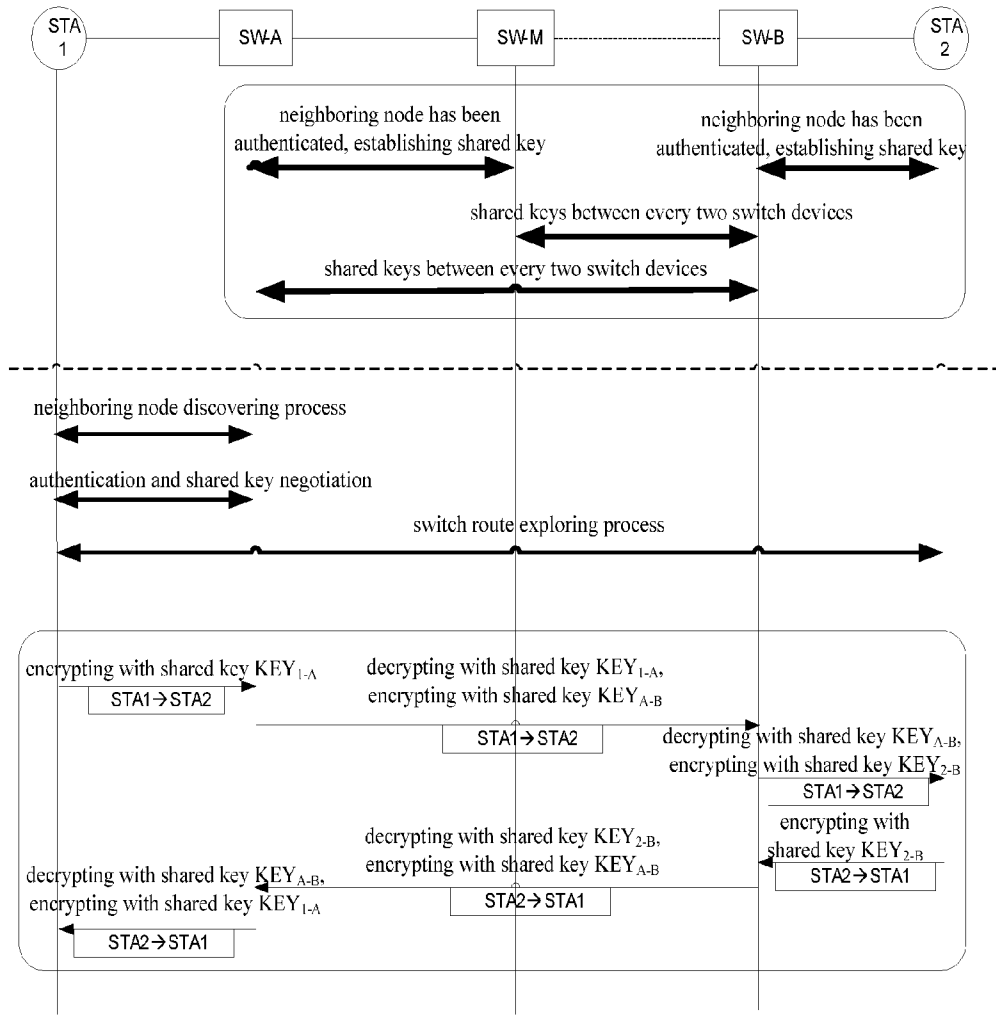 STA
1
SW-A
SW-M
SW-B
STA
2
neighboring node has been
authenticated, establishing shared key
neighboring node has been
authenticated, establishing shared key
shared keys between every two switch devices
shared keys between every two switch devices
neighboring node discovering process
authentication and shared key negotiation
switch route exploring process
encrypting with shared key KEY1-A
STA1→STA2
decrypting with shared key KEY1-A,
encrypting with shared key KEYA-B
STA1→STA2
decrypting with shared key KEYA-B,
encrypting with shared key KEY2-B
STA1→STA2
encrypting with
shared key KEY2-B
STA2→STA1
decrypting with shared key KEY2-B,
encrypting with shared key KEYA-B
STA2→STA1
decrypting with shared key KEYA-B,
encrypting with shared key KEY1-A
STA2→STA1